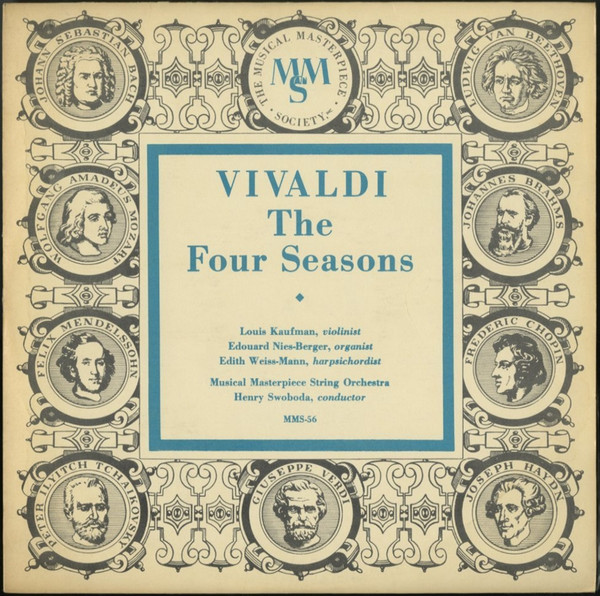 JOHANN SEBASTIAN BACH
THE MUSICAL MASTERPIECE
MMS
SOCIETY
LUDWIG VAN BEETHOVEN
WOLFGANG AMADEUS MOZART
JOHANNES BRAHMS
VIVALDI
The
Four Seasons
Louis Kaufman, violinist
Edouard Nies-Berger, organist
Edith Weiss-Mann, harpsichordist
Musical Masterpiece String Orchestra
Henry Swoboda, conductor
MMS-56
FELIX MENDELSSOHN
FREDERIC CHOPIN
PETER ILYITCH TCHAIKOVSKY
GIUSEPPE VERDI
JOSEPH HAYDN